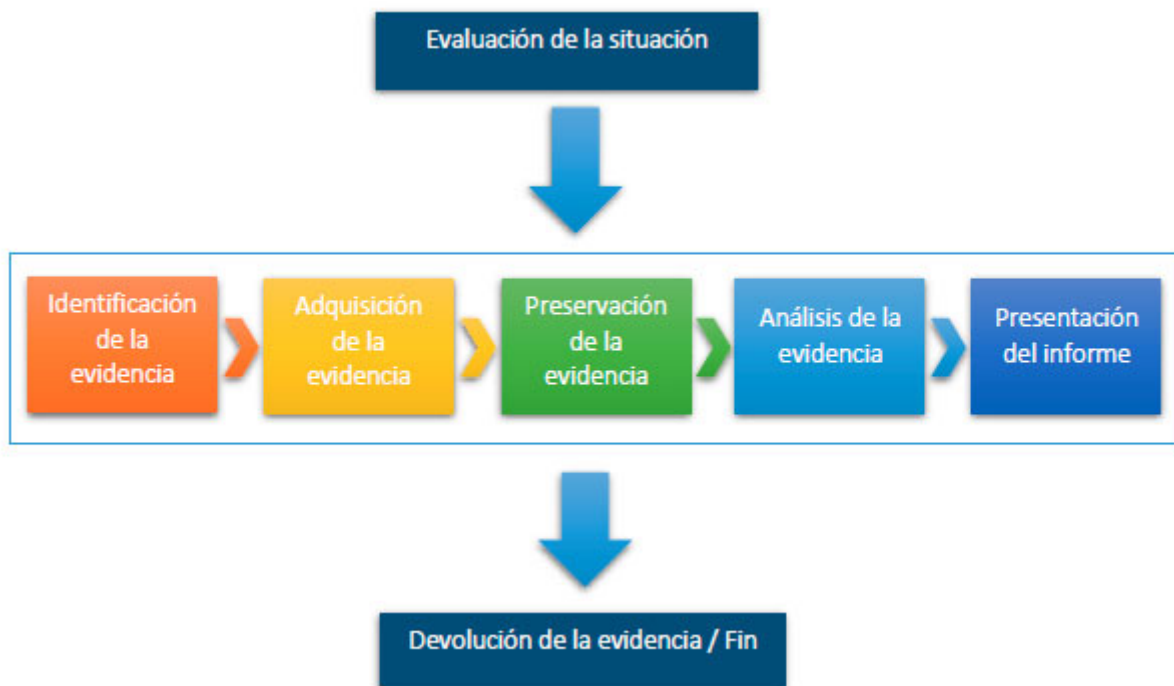 Evaluación de la situación
Identificación
de la
evidencia
Adquisición
de la
evidencia
Preservación
de la
evidencia
Análisis de la
evidencia
Presentación
del informe
Devolución de la evidencia / Fin